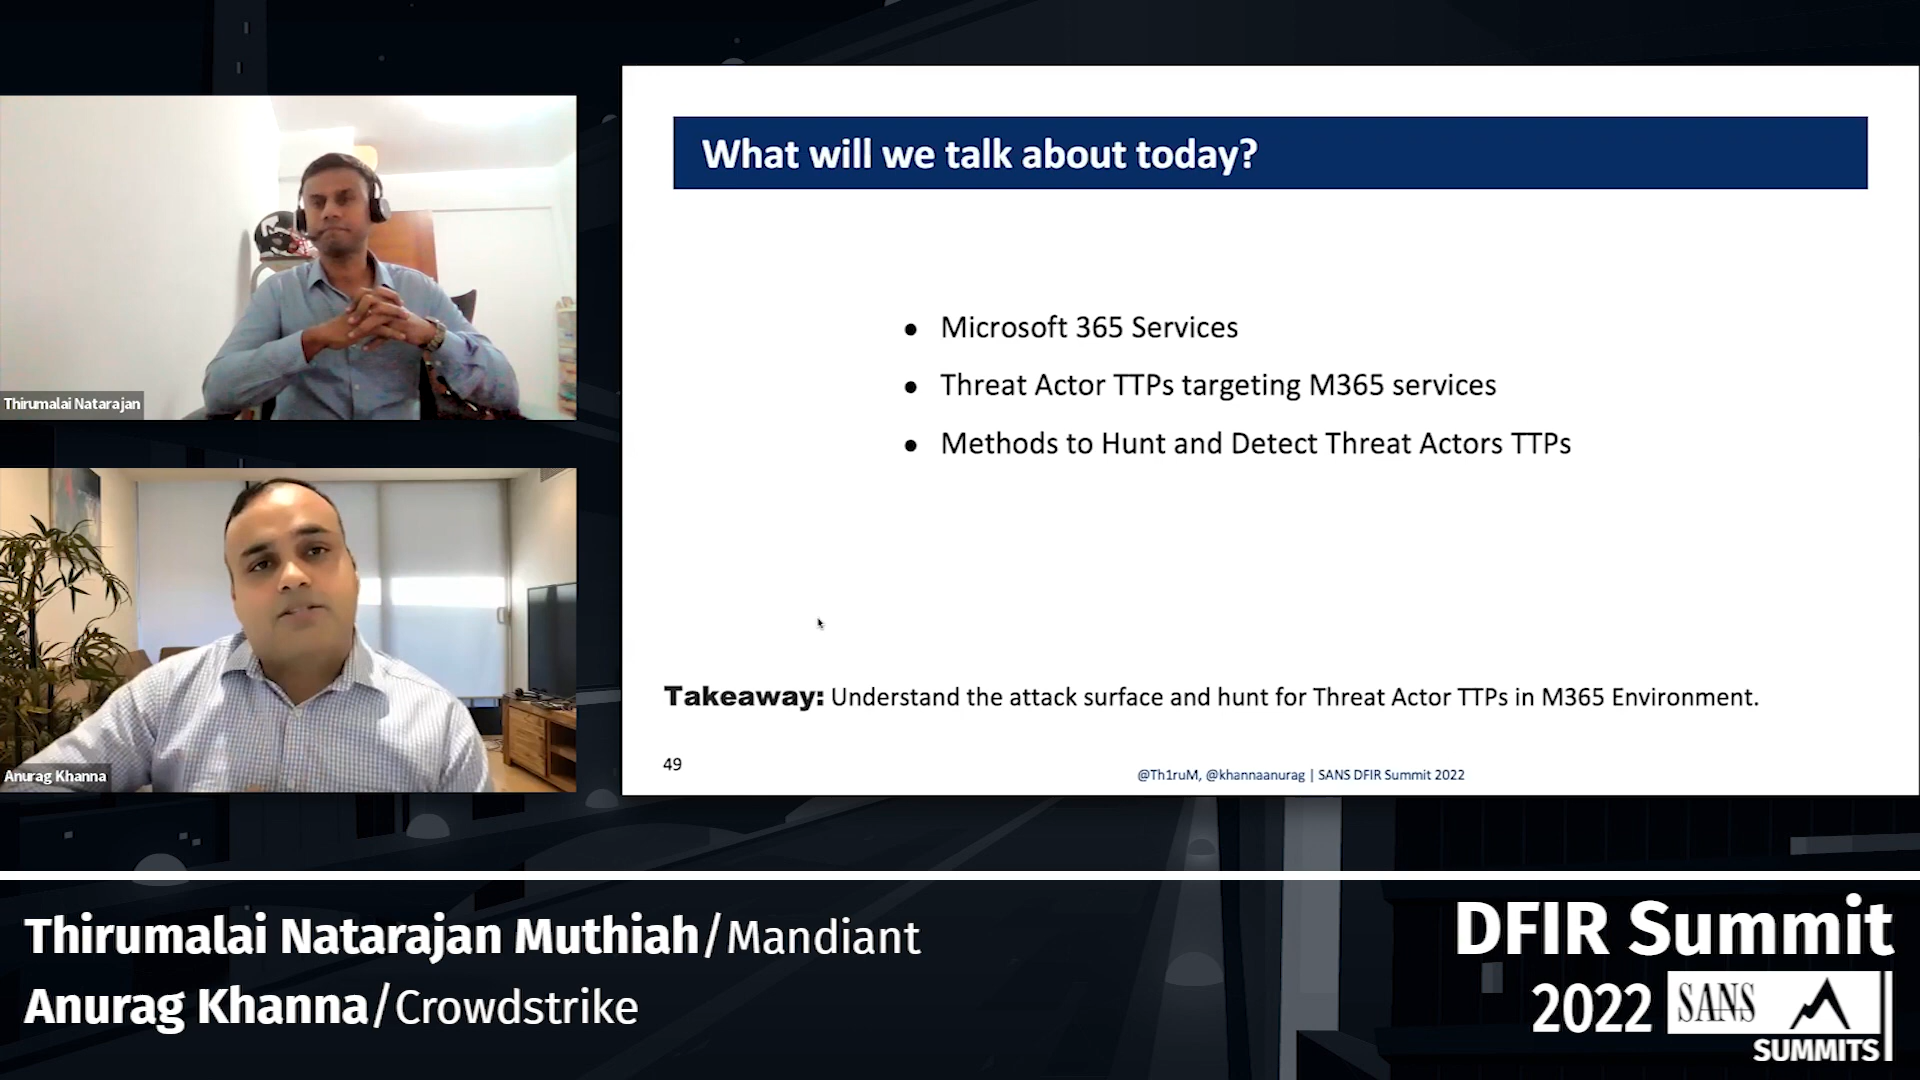 What will we talk about today?
● Microsoft 365 Services
● Threat Actor TTPs targeting M365 services
● Methods to Hunt and Detect Threat Actors TTPs
Takeaway: Understand the attack surface and hunt for Threat Actor TTPs in M365 Environment.
49
@Th1ruM, @khannaanurag | SANS DFIR Summit 2022
Thirumalai Natarajan
Anurag Khanna
Thirumalai Natarajan Muthiah/Mandiant
Anurag Khanna/Crowdstrike
DFIR Summit
2022 SANS
SUMMITS